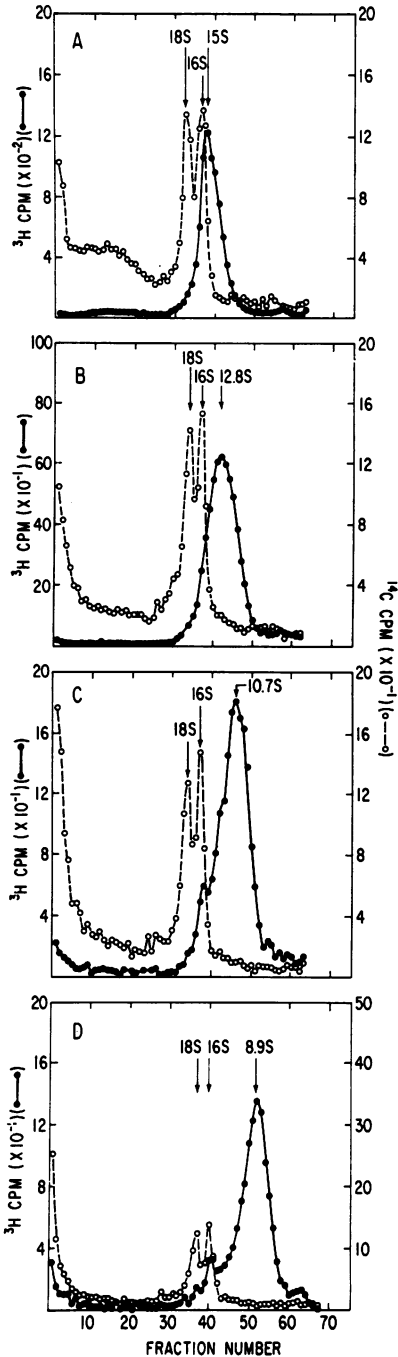 A
18S
16S 15S
20
16
12
8
4
20
16
12
8
4
³H CPM (X10⁻²)(●—●)
B
18S
16S 12.8S
100
80
60
40
20
20
16
12
8
4
³H CPM (X10⁻¹)(●—●)
¹⁴C CPM (X10⁻¹)(o---o)
C
18S
16S
10.7S
20
16
12
8
4
20
16
12
8
4
³H CPM (X10⁻¹)(●—●)
D
18S 16S 8.9S
20
16
12
8
4
50
40
30
20
10
³H CPM (X10⁻¹)(●—●)
10 20 30 40 50 60 70
FRACTION NUMBER